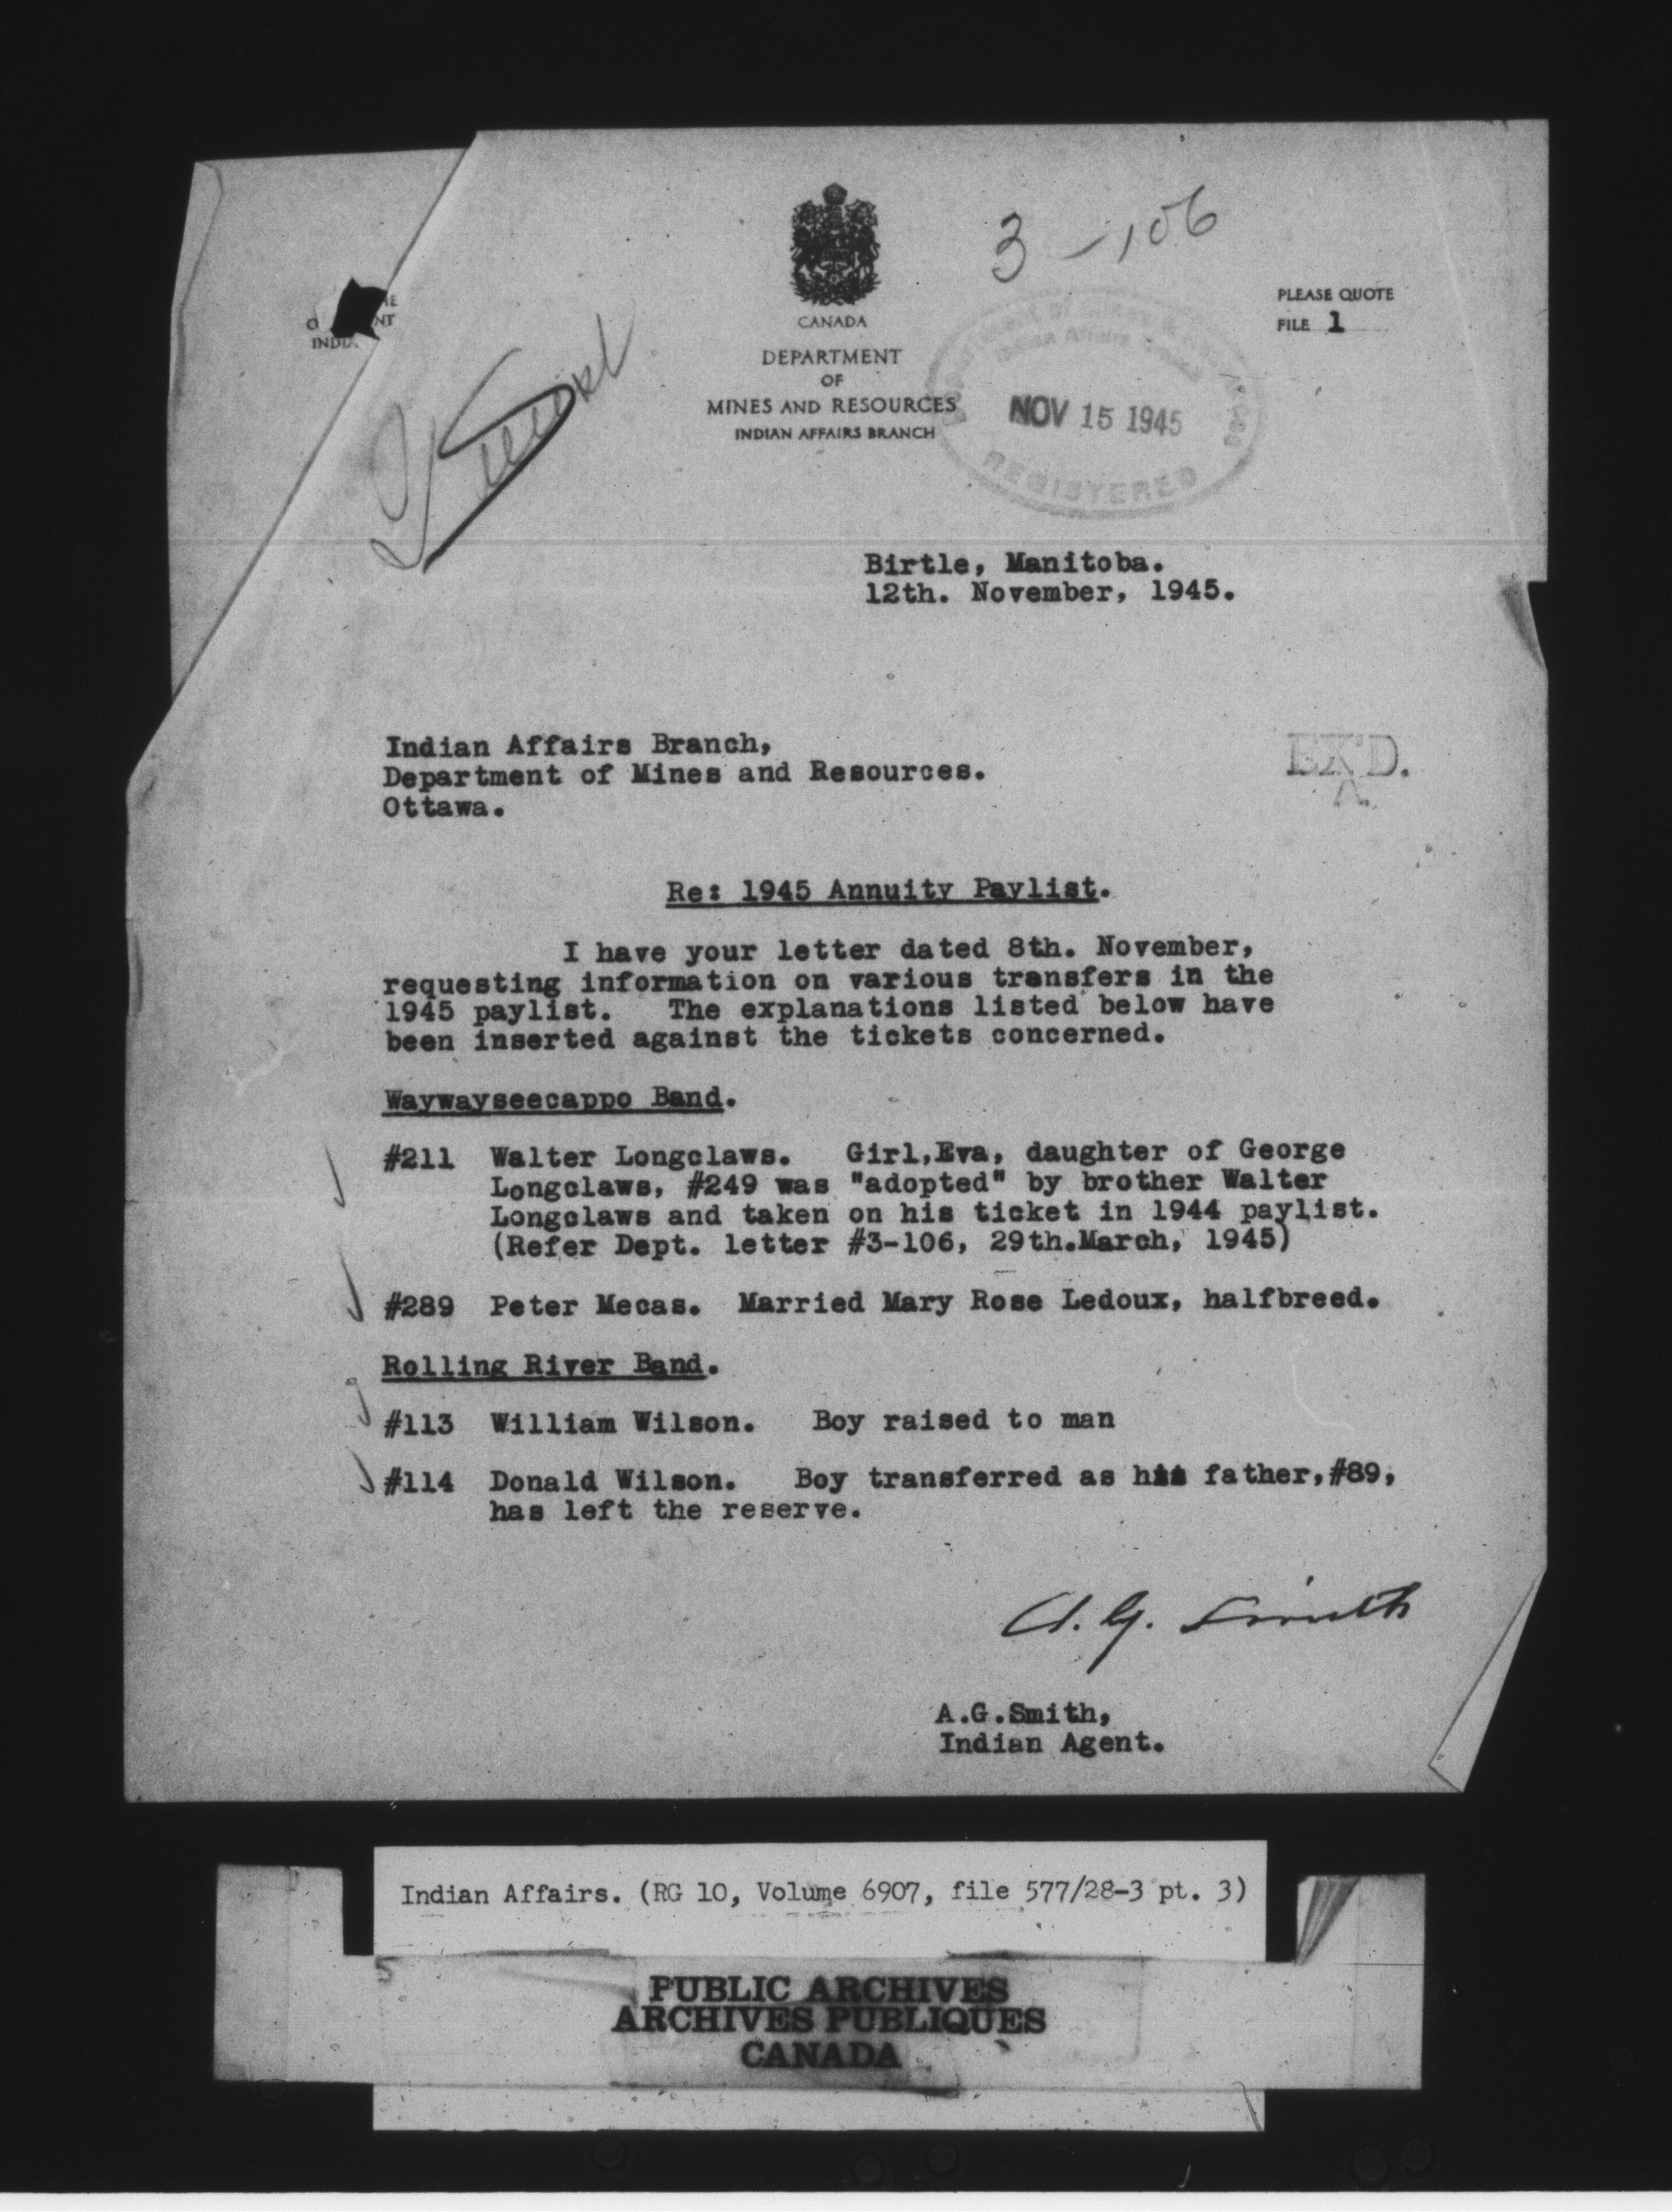 3-106
CANADA
DEPARTMENT
OF
MINES AND RESOURCES
INDIAN AFFAIRS BRANCH
PLEASE QUOTE
FILE 1
NOV 15 1945
REGISTERED
Birtle, Manitoba.
12th. November, 1945.
Indian Affairs Branch,
Department of Mines and Resources.
Ottawa.
EX'D.
A.
Re: 1945 Annuity Paylist.
I have your letter dated 8th. November,
requesting information on various transfers in the
1945 paylist. The explanations listed below have
been inserted against the tickets concerned.
Waywayseecappo Band.
#211 Walter Longclaws. Girl,Eva, daughter of George
Longclaws, #249 was "adopted" by brother Walter
Longclaws and taken on his ticket in 1944 paylist.
(Refer Dept. letter #3-106, 29th.March, 1945)
#289 Peter Mecas. Married Mary Rose Ledoux, halfbreed.
Rolling River Band.
#113 William Wilson. Boy raised to man
#114 Donald Wilson. Boy transferred as his father,#89,
has left the reserve.
A.G. Smith
A.G.Smith,
Indian Agent.
Indian Affairs. (RG 10, Volume 6907, file 577/28-3 pt. 3)
PUBLIC ARCHIVES
ARCHIVES PUBLIQUES
CANADA